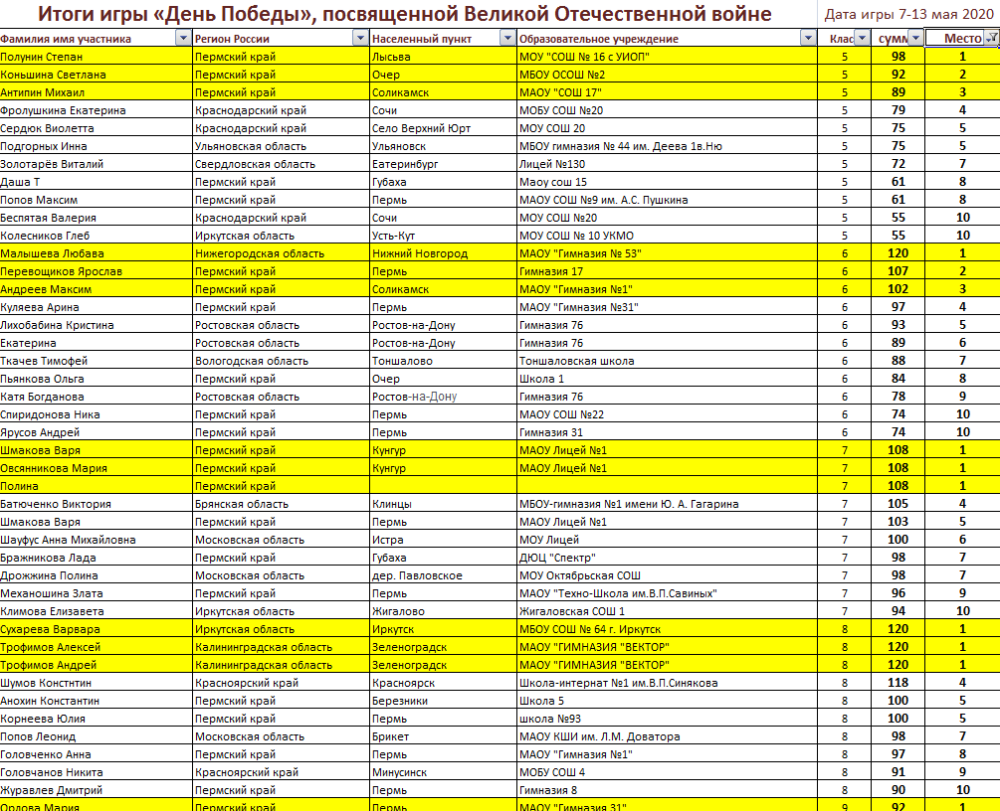 Итоги игры «День Победы», посвященной Великой Отечественной войне Дата игры 7-13 мая 2020
Фамилия имя участника Регион России Населенный пункт Образовательное учреждение Клас сумм Место
Полунин Степан Пермский край Лысьва МОУ "СОШ № 16 с УИОП" 5 98 1
Коньшина Светлана Пермский край Очер МБОУ ОСОШ №2 5 92 2
Антипин Михаил Пермский край Соликамск МАОУ "СОШ 17" 5 89 3
Фролушкина Екатерина Краснодарский край Сочи МОБУ СОШ №20 5 79 4
Сердюк Виолетта Краснодарский край Село Верхний Юрт МОУ СОШ 20 5 75 5
Подгорных Инна Ульяновская область Ульяновск МБОУ гимназия № 44 им. Деева 1в.Ню 5 75 5
Золотарёв Виталий Свердловская область Еатеринбург Лицей №130 5 72 7
Даша Т Пермский край Губаха Маоу сош 15 5 61 8
Попов Максим Пермский край Пермь МАОУ СОШ №9 им. А.С. Пушкина 5 61 8
Беспятая Валерия Краснодарский край Сочи МОУ СОШ №20 5 55 10
Колесников Глеб Иркутская область Усть-Кут МОУ СОШ № 10 УКМО 5 55 10
Малышева Любава Нижегородская область Нижний Новгород МАОУ "Гимназия № 53" 6 120 1
Перевощиков Ярослав Пермский край Пермь Гимназия 17 6 107 2
Андреев Максим Пермский край Соликамск МАОУ "Гимназия №1" 6 102 3
Куляева Арина Пермский край Пермь МАОУ "Гимназия №31" 6 97 4
Лихобабина Кристина Ростовская область Ростов-на-Дону Гимназия 76 6 93 5
Екатерина Ростовская область Ростов-на-Дону Гимназия 76 6 89 6
Ткачев Тимофей Вологодская область Тоншалово Тоншаловская школа 6 88 7
Пьянкова Ольга Пермский край Очер Школа 1 6 84 8
Катя Богданова Ростовская область Ростов-на-Дону Гимназия 76 6 78 9
Спиридонова Ника Пермский край Пермь МАОУ СОШ №22 6 74 10
Ярусов Андрей Пермский край Пермь Гимназия 31 6 74 10
Шмакова Варя Пермский край Кунгур МАОУ Лицей №1 7 108 1
Овсянникова Мария Пермский край Кунгур МАОУ Лицей №1 7 108 1
Полина Пермский край 7 108 1
Батюченко Виктория Брянская область Клинцы МБОУ-гимназия №1 имени Ю. А. Гагарина 7 105 4
Шмакова Варя Пермский край Пермь МАОУ Лицей №1 7 103 5
Шауфус Анна Михайловна Московская область Истра МОУ Лицей 7 100 6
Бражникова Лада Пермский край Губаха ДЮЦ "Спектр" 7 98 7
Дрожжина Полина Московская область дер. Павловское МОУ Октябрьская СОШ 7 98 7
Механошина Злата Пермский край Пермь МАОУ "Техно-Школа им.В.П.Савиных" 7 96 9
Климова Елизавета Иркутская область Жигалово Жигаловская СОШ 1 7 94 10
Сухарева Варвара Иркутская область Иркутск МБОУ СОШ № 64 г. Иркутск 8 120 1
Трофимов Алексей Калининградская область Зеленоградск МАОУ "ГИМНАЗИЯ "ВЕКТОР" 8 120 1
Трофимов Андрей Калининградская область Зеленоградск МАОУ "ГИМНАЗИЯ "ВЕКТОР" 8 120 1
Шумов Констнтин Красноярский край Красноярск Школа-интернат №1 им.В.П.Синякова 8 118 4
Анохин Константин Пермский край Березники Школа 5 8 100 5
Корнеева Юлия Пермский край Пермь школа №93 8 100 5
Попов Леонид Московская область Брикет МАОУ КШИ им. Л.М. Доватора 8 98 7
Головченко Анна Пермский край Пермь МАОУ "Гимназия №1" 8 97 8
Головчанов Никита Красноярский край Минусинск МОБУ СОШ 4 8 91 9
Журавлев Дмитрий Пермский край Пермь Гимназия 8 8 90 10
Орлова Мария Пермский край Пермь МАОУ "Гимназия 31" 9 92 1